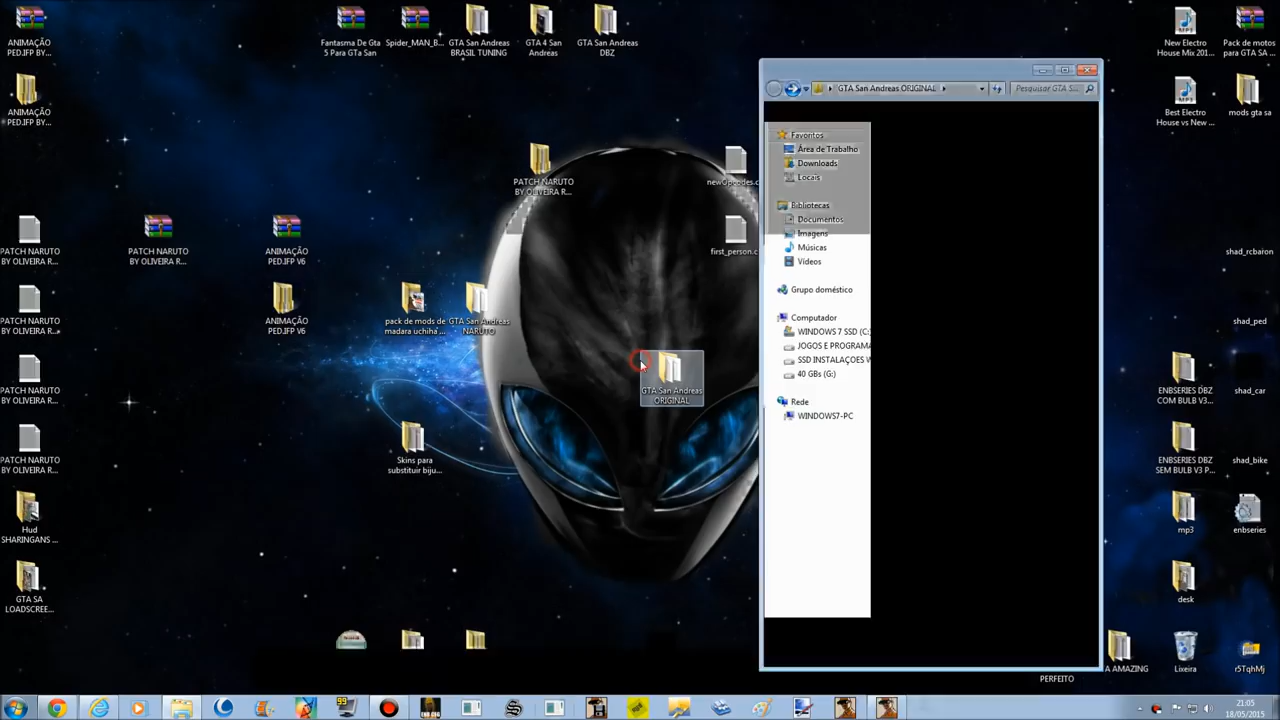 ANIMAÇÃO
PED.IFP BY...
Fantasma De Gta
5 Para GTa San
Spider_MAN_B...
GTA San Andreas
BRASIL TUNING
GTA 4 San
Andreas
GTA San Andreas
DBZ
New Electro
House Mix 201...
Pack de motos
para GTA SA ...
ANIMAÇÃO
PED.IFP BY...
GTA San Andreas ORIGINAL
Pesquisar GTA S...
Best Electro
House vs New ...
mods gta sa
Favoritos
Área de Trabalho
Downloads
Locais
Bibliotecas
Documentos
Imagens
Músicas
Vídeos
Grupo doméstico
Computador
WINDOWS 7 SSD (C:
JOGOS E PROGRAMA
SSD INSTALAÇOES W
40 GBs (G:)
Rede
WINDOWS7-PC
PATCH NARUTO
BY OLIVEIRA R...
newOpcodes.c
PATCH NARUTO
BY OLIVEIRA R...
PATCH NARUTO
BY OLIVEIRA R...
ANIMAÇÃO
PED.IFP V6
first_person.c
shad_rcbaron
PATCH NARUTO
BY OLIVEIRA R...
ANIMAÇÃO
PED.IFP V6
pack de mods de
madara uchiha ...
GTA San Andreas
NARUTO
shad_ped
PATCH NARUTO
BY OLIVEIRA R...
GTA San Andreas
ORIGINAL
ENBSERIES DBZ
COM BULB V3...
shad_car
PATCH NARUTO
BY OLIVEIRA R...
Skins para
substituir biju...
ENBSERIES DBZ
SEM BULB V3 P...
shad_bike
Hud
SHARINGANS ...
mp3
enbseries
GTA SA
LOADSCREE...
desk
A AMAZING
Lixeira
r5TqhMj
PERFEITO
99
21:05
18/05/2015